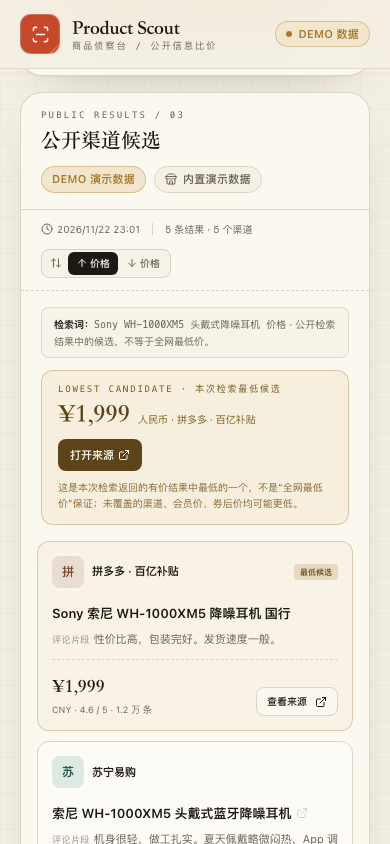 Product Scout
商品侦察台 / 公开信息比价
DEMO 数据
PUBLIC RESULTS / 03
公开渠道候选
DEMO 演示数据
内置演示数据
2026/11/22 23:01
5 条结果 · 5 个渠道
↑↓
↑ 价格
↓ 价格
检索词：Sony WH-1000XM5 头戴式降噪耳机 价格 · 公开检索
结果中的候选，不等于全网最低价。
LOWEST CANDIDATE · 本次检索最低候选
¥1,999
人民币 · 拼多多 · 百亿补贴
打开来源
这是本次检索返回的有价结果中最低的一个，不是“全网最低
价”保证；未覆盖的渠道、会员价、券后价均可能更低。
拼
拼多多 · 百亿补贴
最低候选
Sony 索尼 WH-1000XM5 降噪耳机 国行
评论片段 性价比高，包装完好。发货速度一般。
¥1,999
CNY · 4.6 / 5 · 1.2 万 条
查看来源
苏
苏宁易购
索尼 WH-1000XM5 头戴式蓝牙降噪耳机
评论片段 机身很轻，做工扎实。夏天佩戴略微闷热，App 调